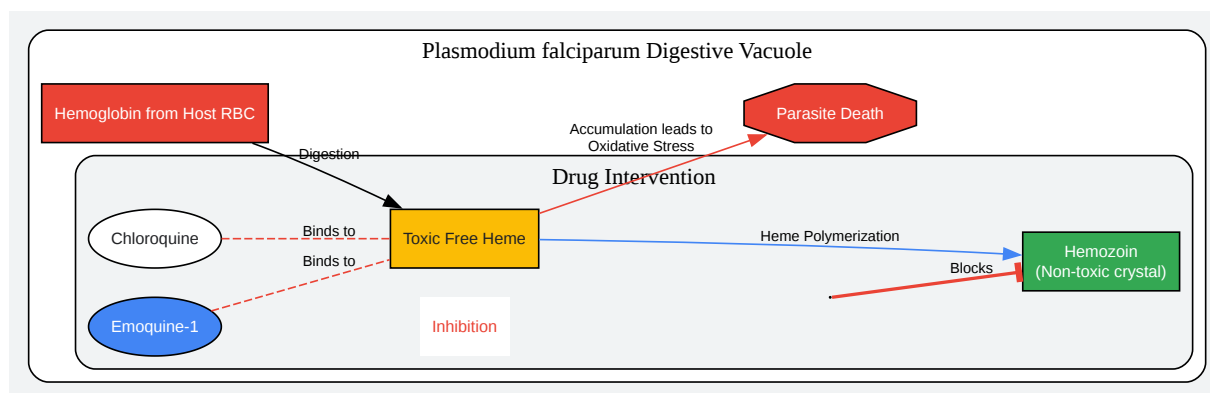 Plasmodium falciparum Digestive Vacuole
Hemoglobin from Host RBC
Parasite Death
Accumulation leads to
Oxidative Stress
Digestion
Drug Intervention
Chloroquine
Binds to
Toxic Free Heme
Heme Polymerization
Hemozoin
(Non-toxic crystal)
Binds to
Blocks
Emoquine-1
Inhibition